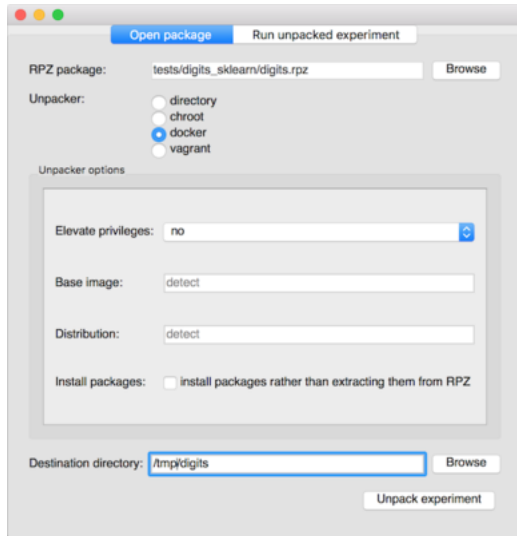 Open package Run unpacked experiment
RPZ package: tests/digits_sklearn/digits.rpz Browse
Unpacker: directory
chroot
docker
vagrant
Unpacker options
Elevate privileges: no
Base image: detect
Distribution: detect
Install packages: install packages rather than extracting them from RPZ
Destination directory: /tmp/digits Browse
Unpack experiment